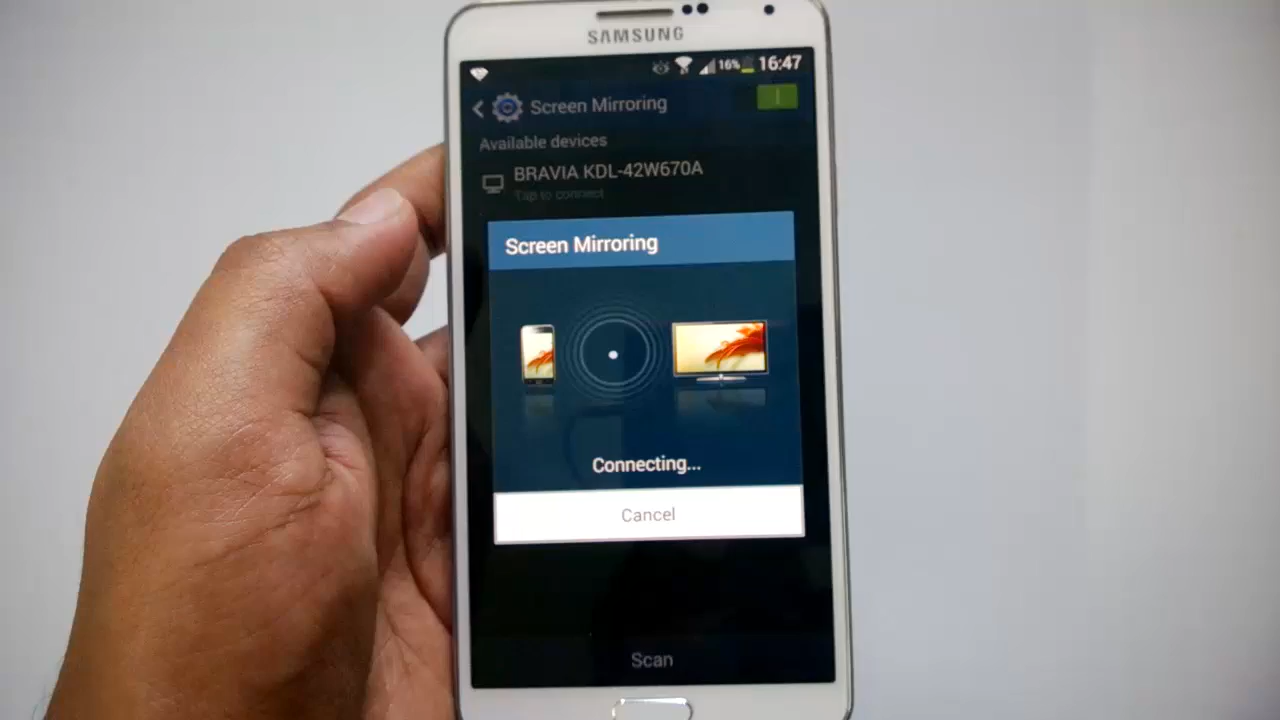 SAMSUNG
16% 16:47
Screen Mirroring
Available devices
BRAVIA KDL-42W670A
Tap to connect
Screen Mirroring
Connecting...
Cancel
Scan